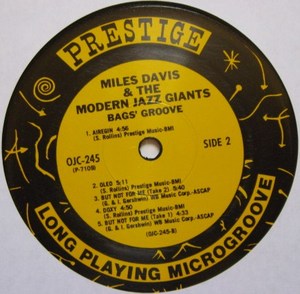 PRESTIGE
MILES DAVIS
& THE
MODERN JAZZ GIANTS
BAGS' GROOVE
1. AIREGIN 4:56
(S. Rollins) Prestige Music-BMI
OJC-245
(P-7109)
SIDE 2
2. OLEO 5:11
(S. Rollins) Prestige Music-BMI
3. BUT NOT FOR ME (Take 2) 5:40
(G. & I. Gershwin) WB Music Corp.-ASCAP
4. DOXY 4:50
(S. Rollins) Prestige Music-BMI
5. BUT NOT FOR ME (Take 1) 4:33
(G. & I. Gershwin) WB Music Corp.-ASCAP
(OJC-245-B)
LONG PLAYING MICROGROOVE